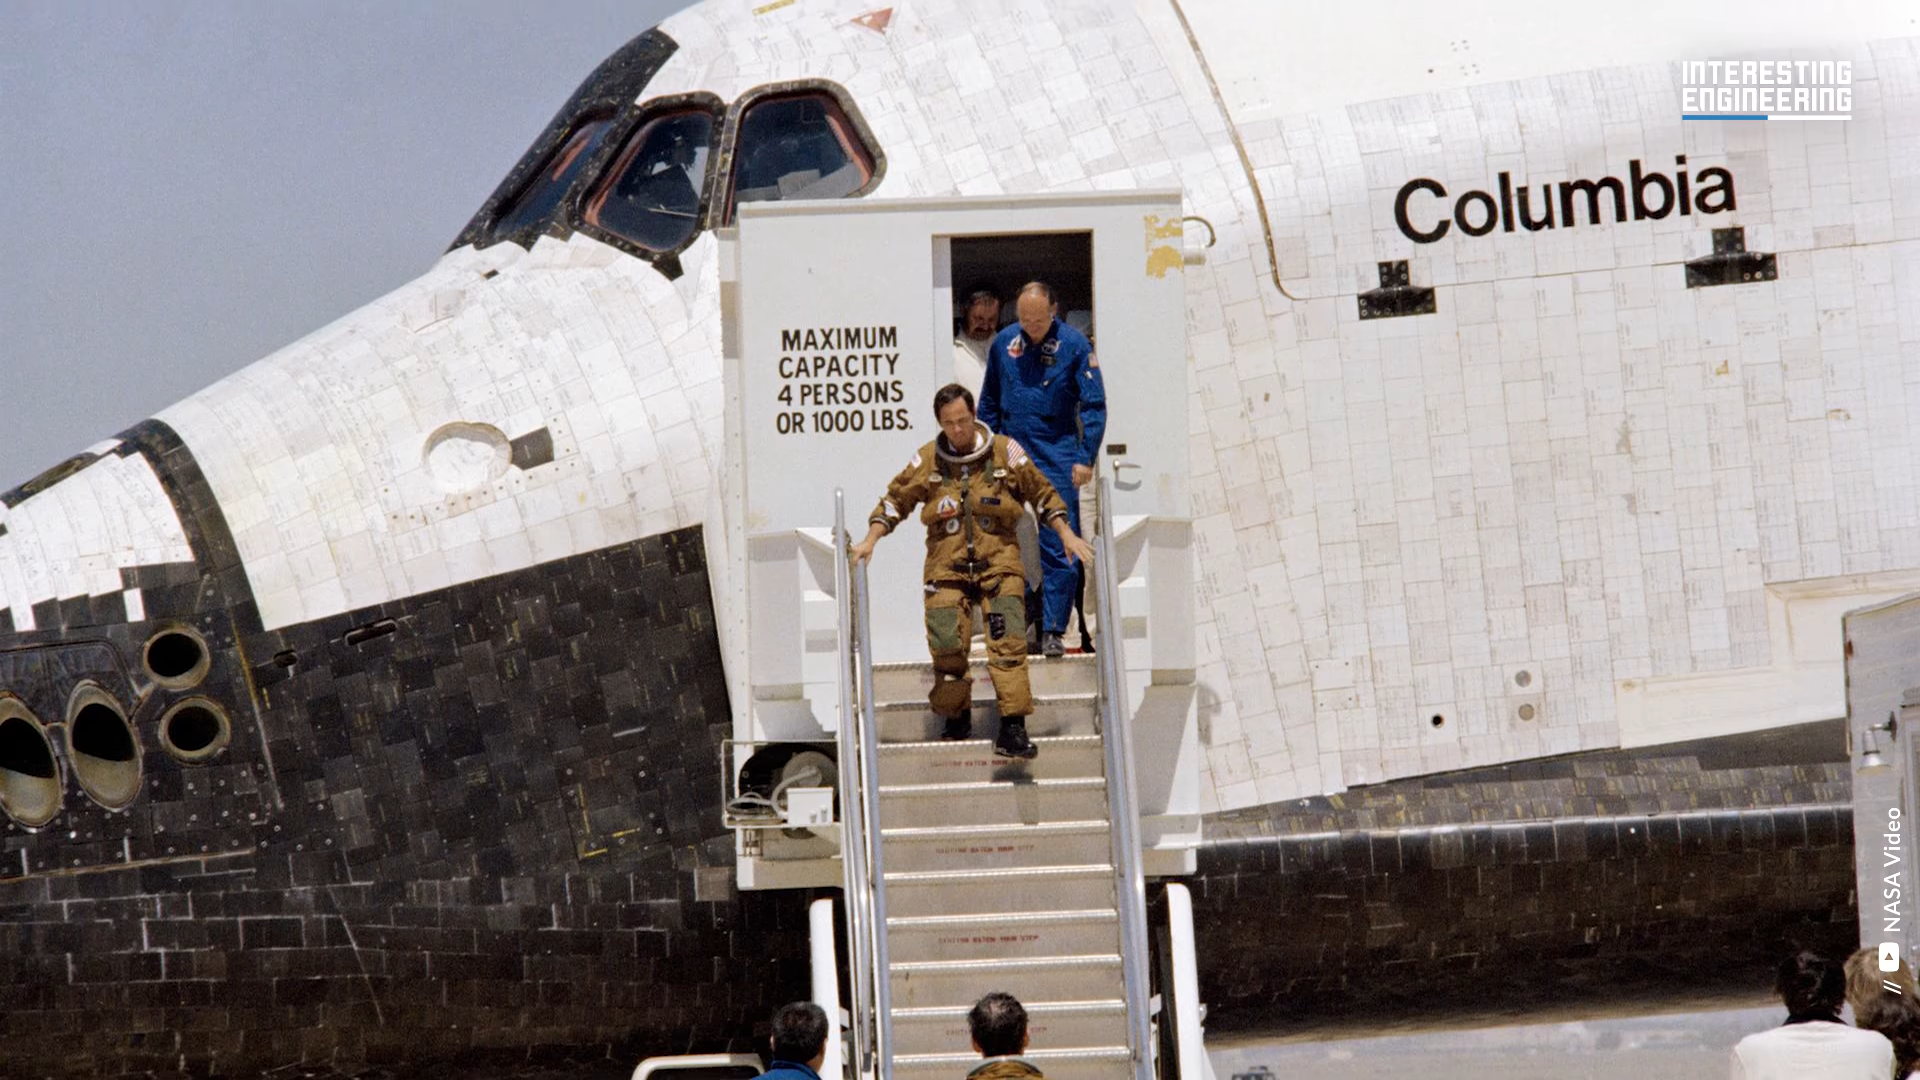 INTERESTING
ENGINEERING
Columbia
MAXIMUM
CAPACITY
4 PERSONS
OR 1000 LBS.
// NASA Video